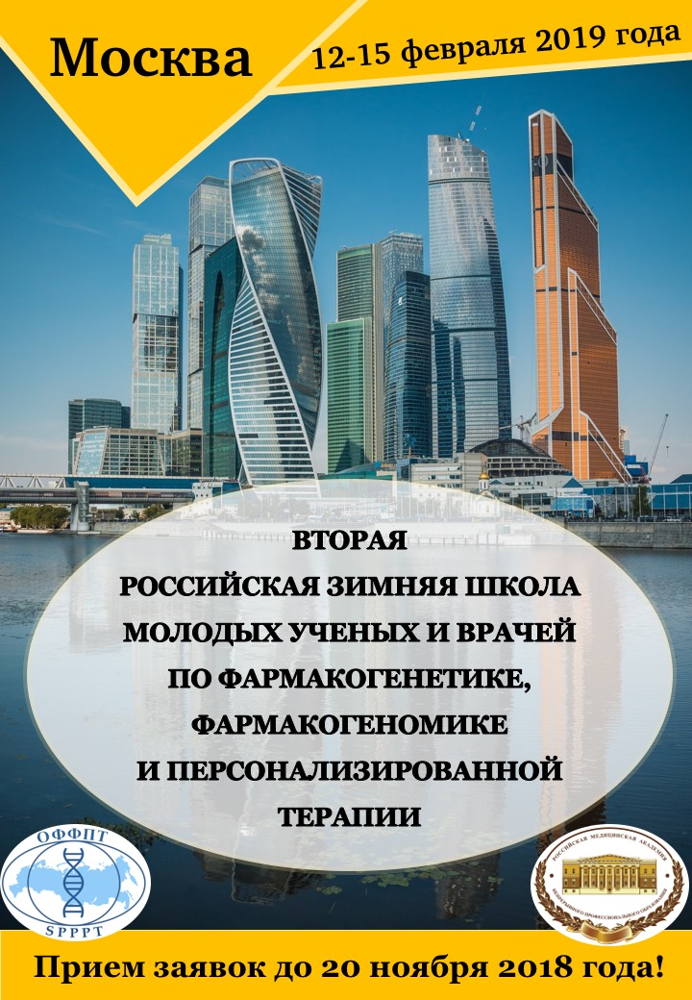 Москва
12-15 февраля 2019 года
ВТОРАЯ
РОССИЙСКАЯ ЗИМНЯЯ ШКОЛА
МОЛОДЫХ УЧЕНЫХ И ВРАЧЕЙ
ПО ФАРМАКОГЕНЕТИКЕ,
ФАРМАКОГЕНОМИКЕ
И ПЕРСОНАЛИЗИРОВАННОЙ
ТЕРАПИИ
ОФФПТ
SPPPT
РОССИЙСКАЯ МЕДИЦИНСКАЯ АКАДЕМИЯ
НЕПРЕРЫВНОГО ПРОФЕССИОНАЛЬНОГО ОБРАЗОВАНИЯ
Прием заявок до 20 ноября 2018 года!